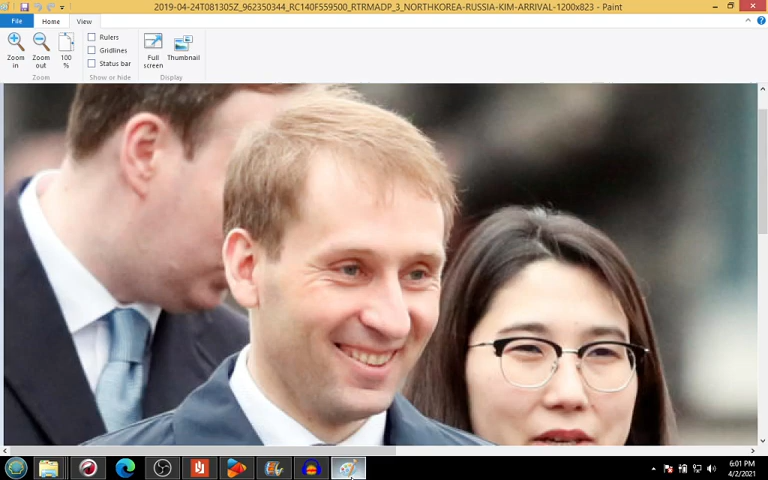 2019-04-24T081305Z_962350344_RC140F559500_RTRMADP_3_NORTHKOREA-RUSSIA-KIM-ARRIVAL-1200x823 - Paint
File
Home
View
Zoom in
Zoom out
100 %
Rulers
Gridlines
Status bar
Full screen
Thumbnail
Zoom
Show or hide
Display
6:01 PM
4/2/2021